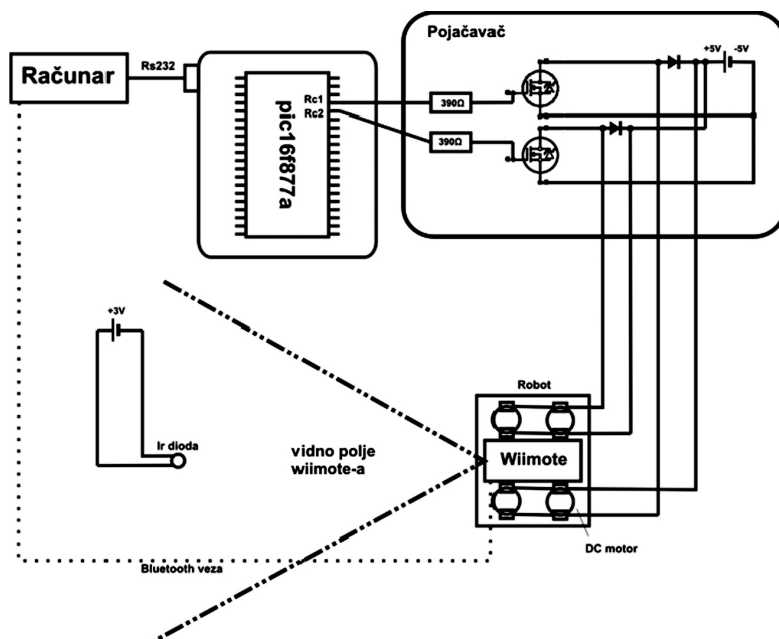 Računar
Rs232
pic16f877a
Rc1
Rc2
Pojačavač
390Ω
390Ω
+5V
-5V
+3V
Ir dioda
vidno polje
wiimote-a
Robot
Wiimote
DC motor
Bluetooth veza